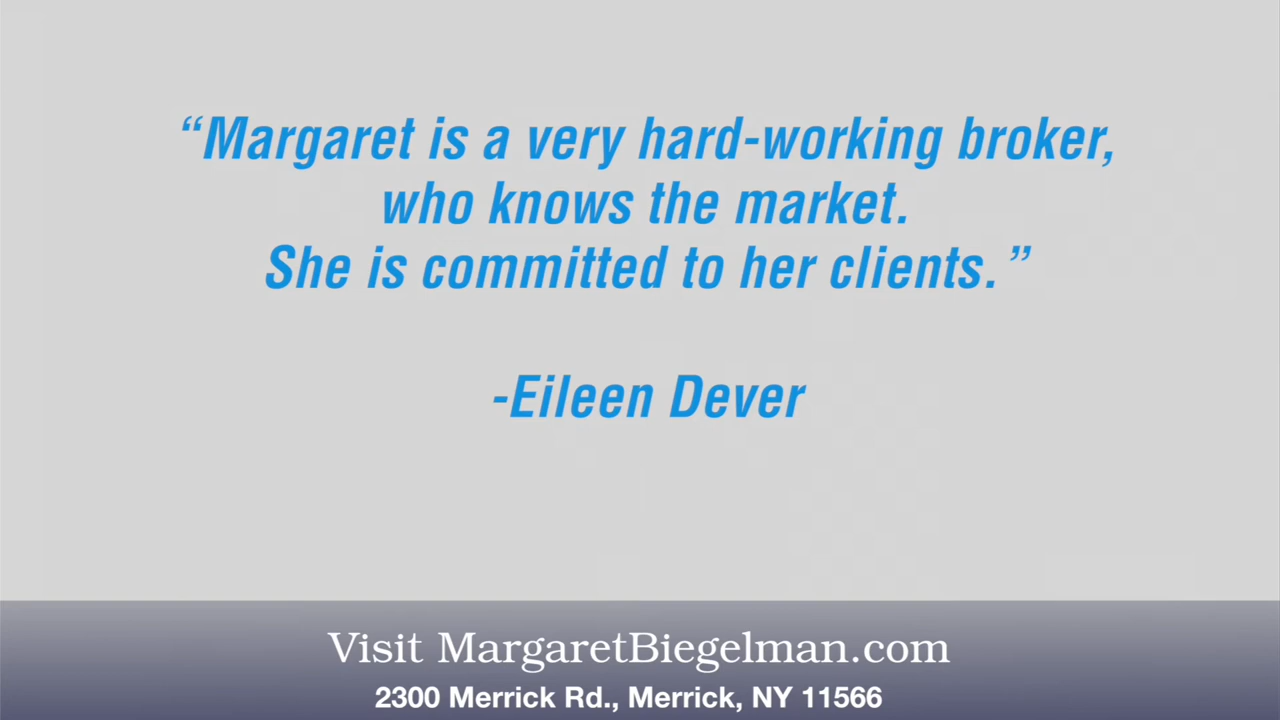 “Margaret is a very hard-working broker,
who knows the market.
She is committed to her clients.”
-Eileen Dever
Visit MargaretBiegelman.com
2300 Merrick Rd., Merrick, NY 11566